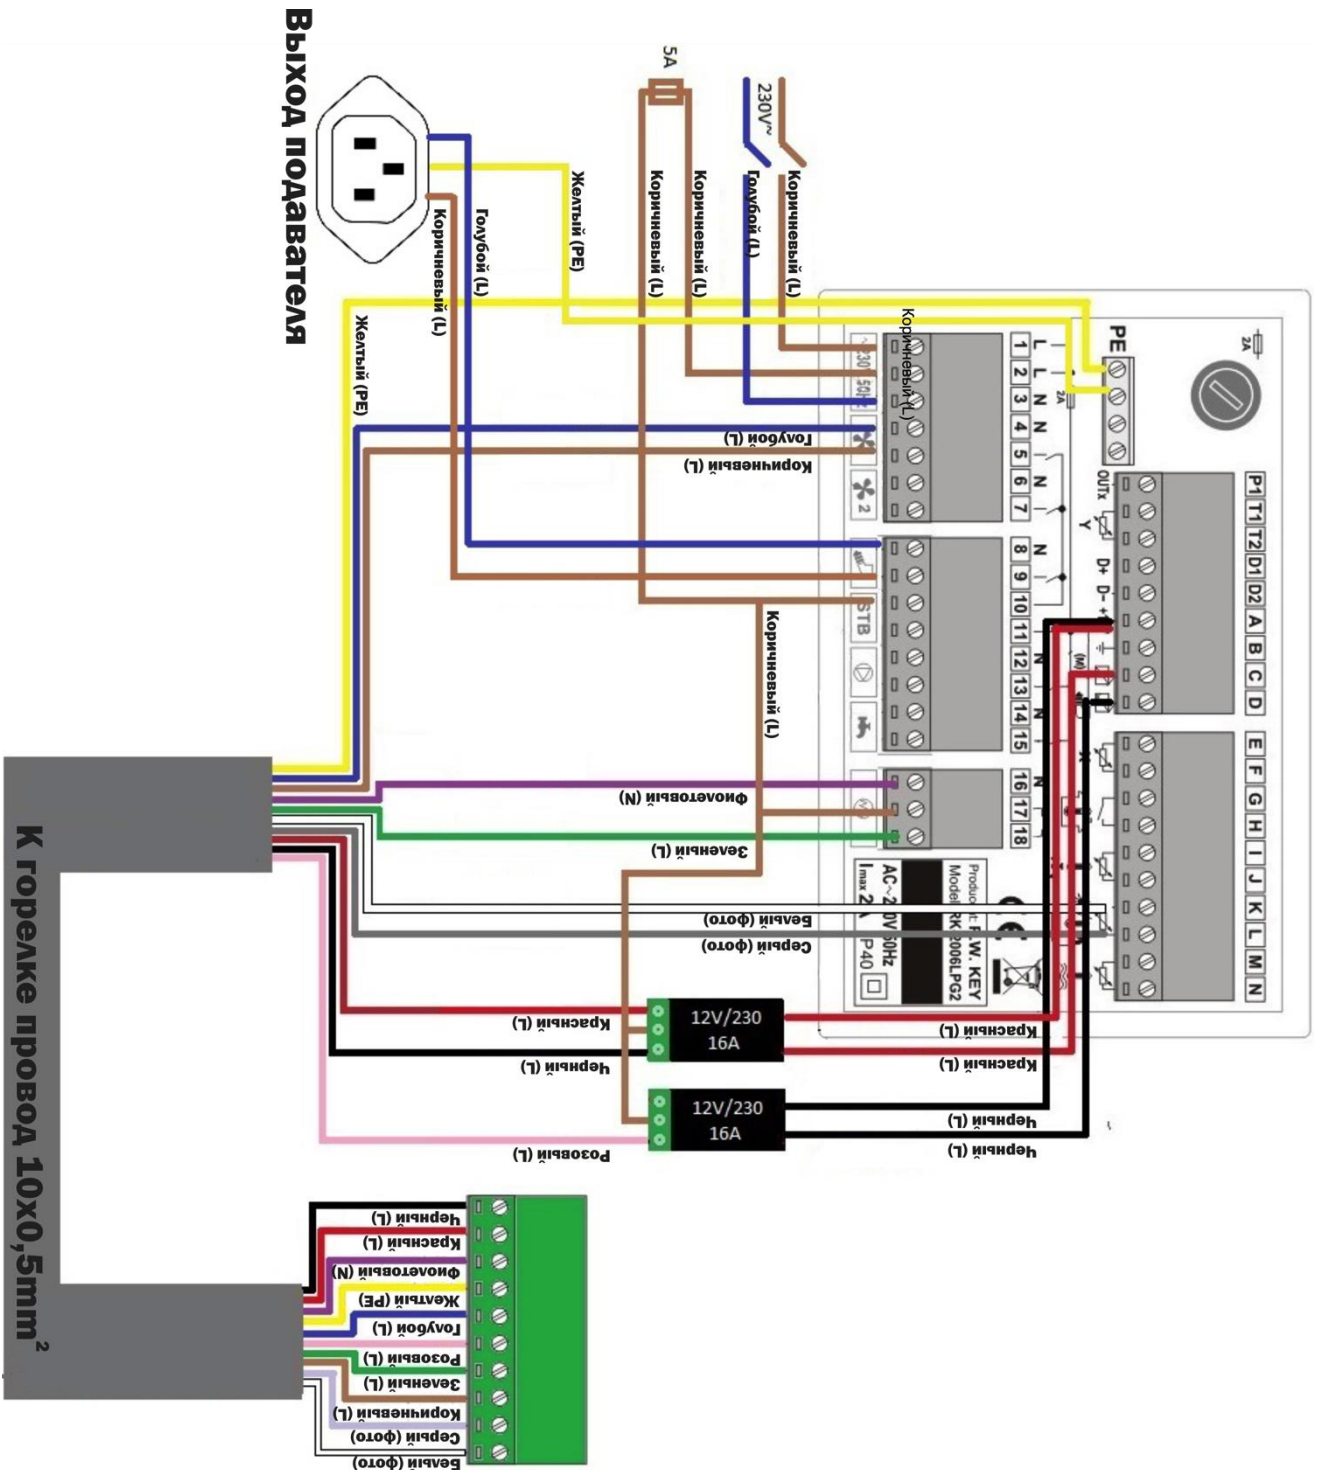 Выход подавателя
5A
230V~
Коричневый (L)
Коричневый (L)
Голубой (L)
Коричневый (L)
Желтый (PE)
Голубой (L)
Коричневый (L)
Желтый (PE)
Голубой (L)
Коричневый (L)
Коричневый (L)
Коричневый (L)
PE
2A
2A
1 L
2 L
3 N
4 N
5
6 N
7
8 N
9
10
11
12 N
13
14 N
15
16 N
17
18
2
STB
OUTx
Y
D+
D-
(M)
P1
T1
T2
D1
D2
A
B
C
D
E
F
G
H
I
J
K
L
M
N
Фиолетовый (N)
Зеленый (L)
Белый (фото)
Серый (фото)
Красный (L)
Черный (L)
Розовый (L)
12V/230
16A
12V/230
16A
Красный (L)
Красный (L)
Черный (L)
Черный (L)
К горелке провод 10x0,5mm²
Черный (L)
Красный (L)
Фиолетовый (N)
Желтый (PE)
Голубой (L)
Розовый (L)
Зеленый (L)
Коричневый (L)
Серый (фото)
Белый (фото)